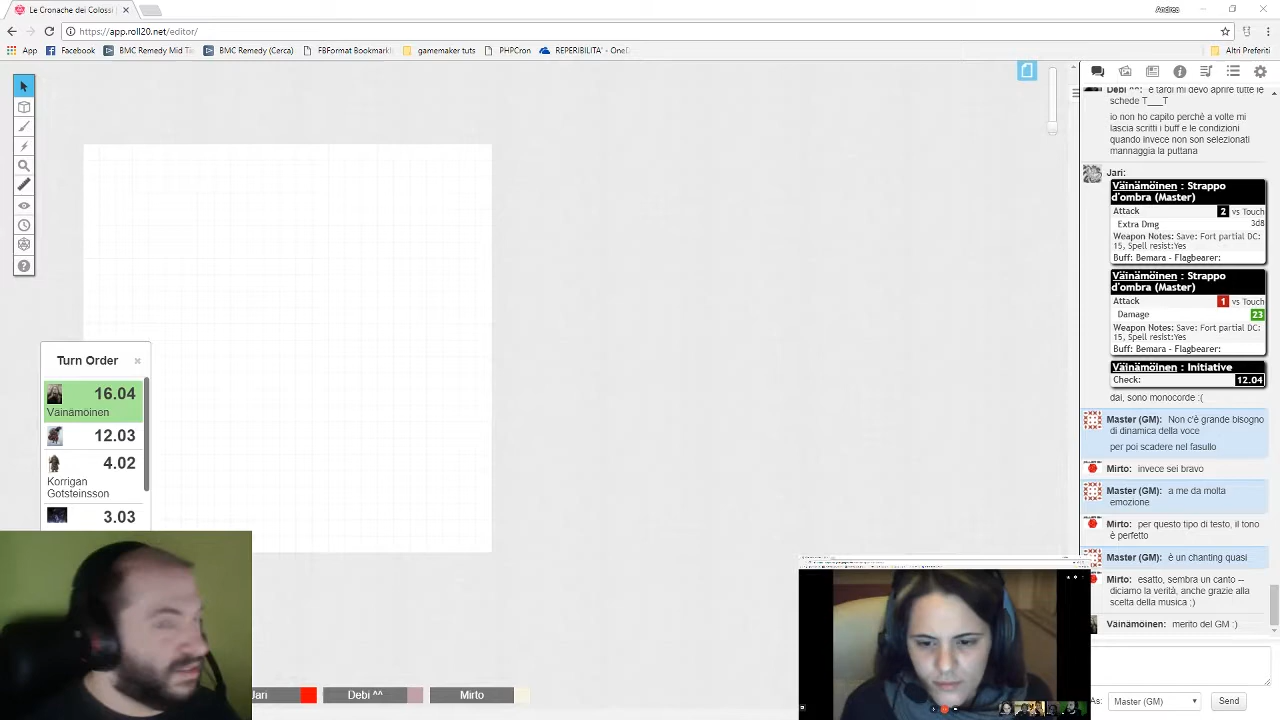 Le Cronache dei Colossi
Andrea
https://app.roll20.net/editor/
App
Facebook
BMC Remedy Mid Tie
BMC Remedy (Cerca)
FBFormat Bookmarkl
gamemaker tuts
PHPCron
REPERIBILITA' - OneD
Altri Preferiti
Debi ^^: è tardi mi devo aprire tutte le
schede T___T
io non ho capito perchè a volte mi
lascia scritti i buff e le condizioni
quando invece non son selezionati
mannaggia la puttana
Jari:
Väinämöinen : Strappo
d'ombra (Master)
Attack 2 vs Touch
Extra Dmg 3d8
Weapon Notes: Save: Fort partial DC:
15, Spell resist:Yes
Buff: Bemara - Flagbearer:
Väinämöinen : Strappo
d'ombra (Master)
Attack 1 vs Touch
Damage 23
Weapon Notes: Save: Fort partial DC:
15, Spell resist:Yes
Buff: Bemara - Flagbearer:
Väinämöinen : Initiative
Check: 12.04
dai, sono monocorde :(
Master (GM): Non c'è grande bisogno
di dinamica della voce
per poi scadere nel fasullo
Mirto: invece sei bravo
Master (GM): a me da molta
emozione
Mirto: per questo tipo di testo, il tono
è perfetto
Master (GM): è un chanting quasi
Mirto: esatto, sembra un canto --
diciamo la verità, anche grazie alla
scelta della musica ;)
Väinämöinen: merito del GM :)
As: Master (GM) Send
Turn Order
16.04
Väinämöinen
12.03
4.02
Korrigan
Gotsteinsson
3.03
Jari
Debi ^^
Mirto